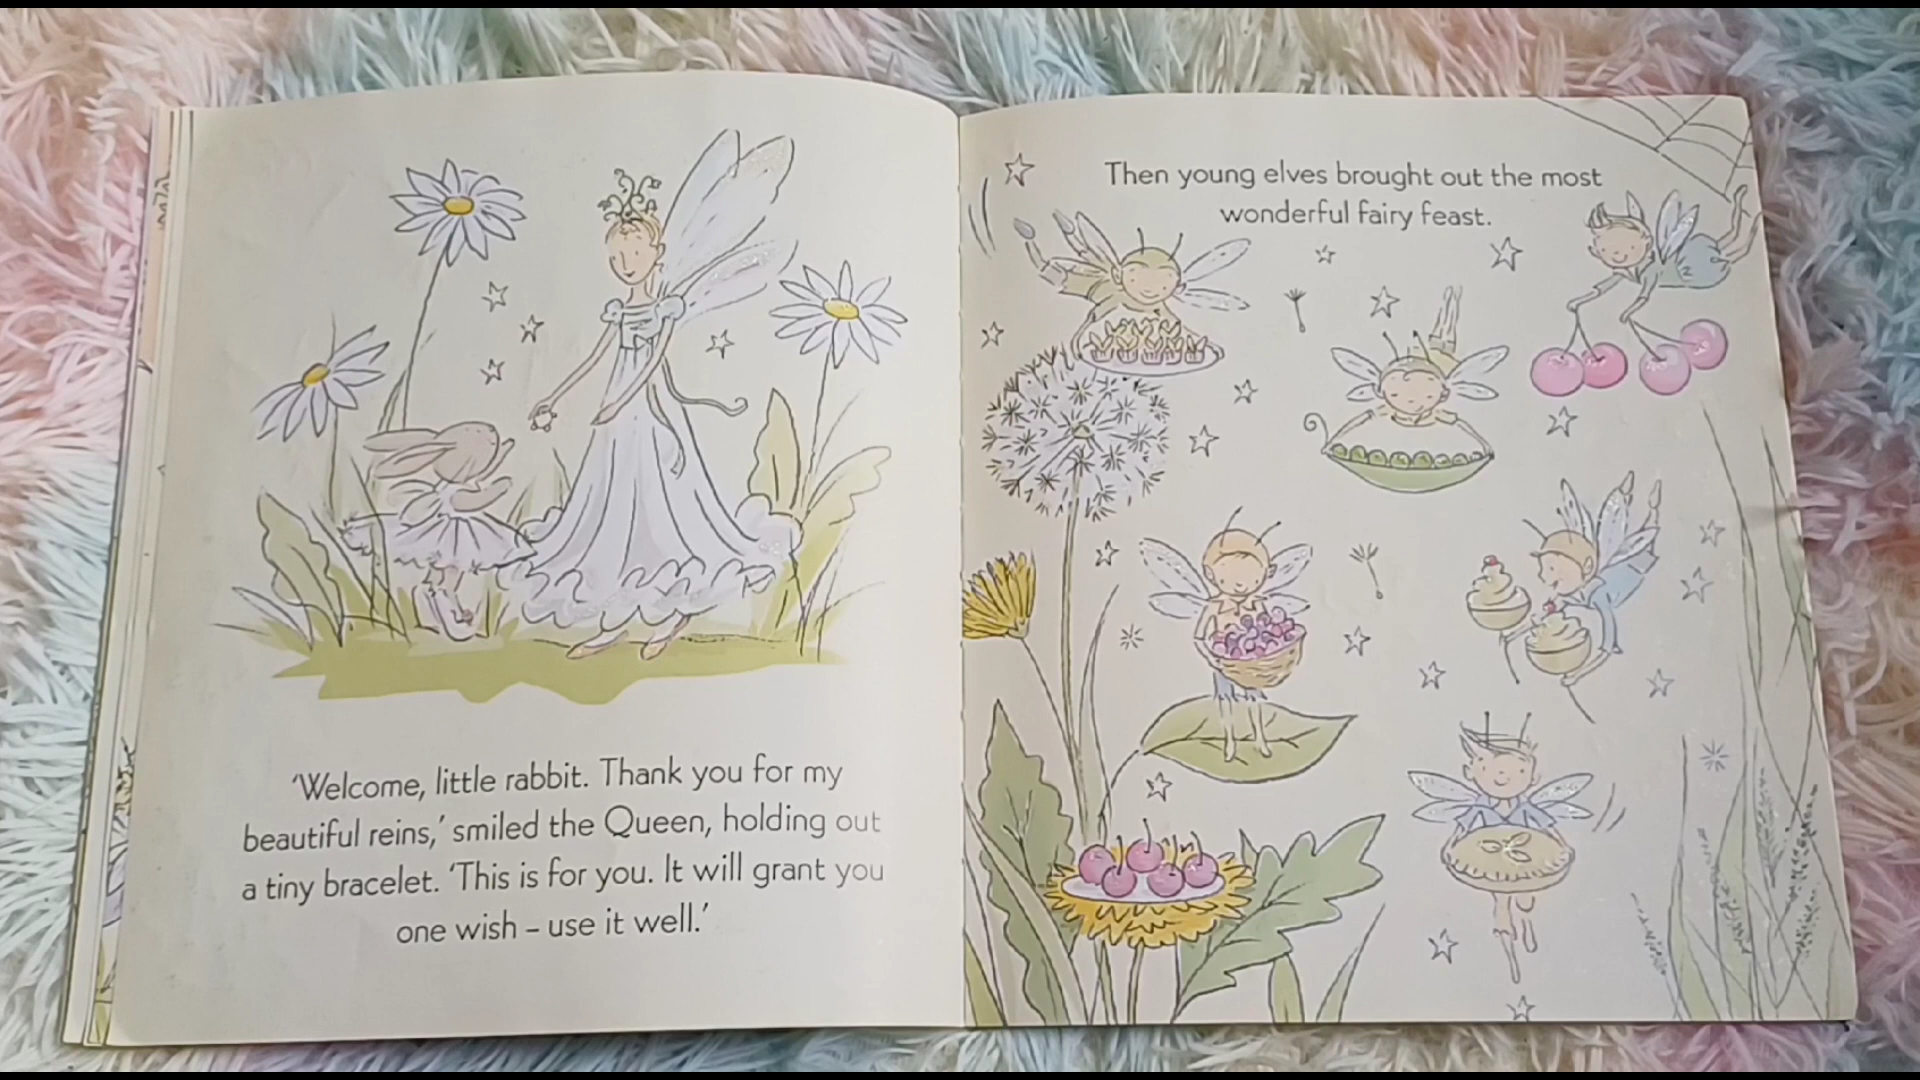 ‘Welcome, little rabbit. Thank you for my
beautiful reins,’ smiled the Queen, holding out
a tiny bracelet. ‘This is for you. It will grant you
one wish – use it well.’
Then young elves brought out the most
wonderful fairy feast.